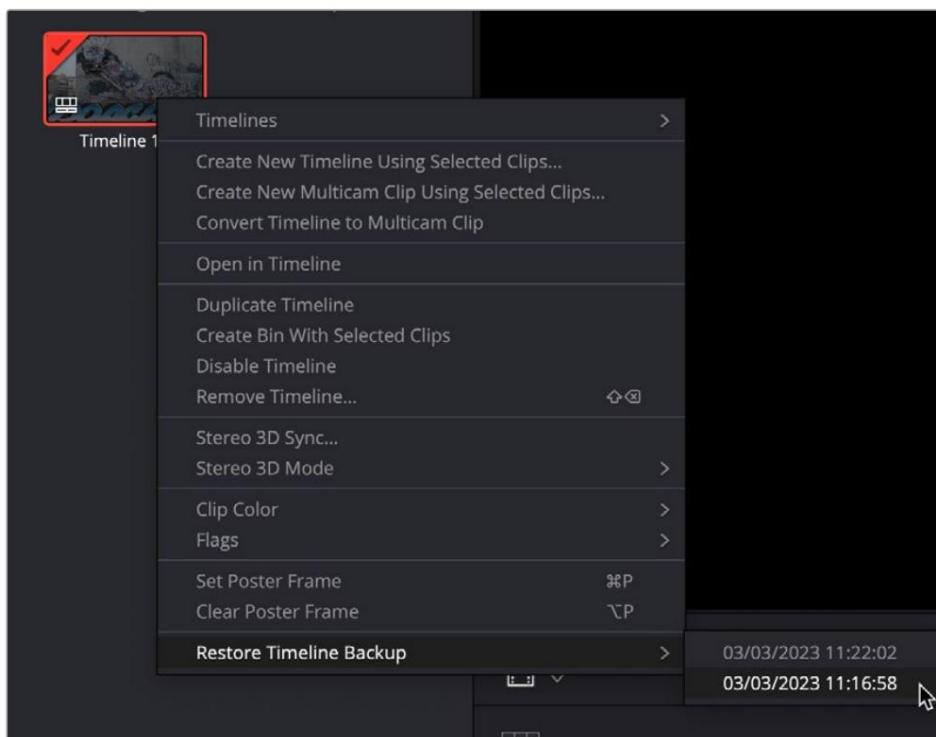 Timeline 1
Timelines
Create New Timeline Using Selected Clips...
Create New Multicam Clip Using Selected Clips...
Convert Timeline to Multicam Clip
Open in Timeline
Duplicate Timeline
Create Bin With Selected Clips
Disable Timeline
Remove Timeline... ⇧⌫
Stereo 3D Sync...
Stereo 3D Mode
Clip Color
Flags
Set Poster Frame ⌘P
Clear Poster Frame ⌥P
Restore Timeline Backup
03/03/2023 11:22:02
03/03/2023 11:16:58